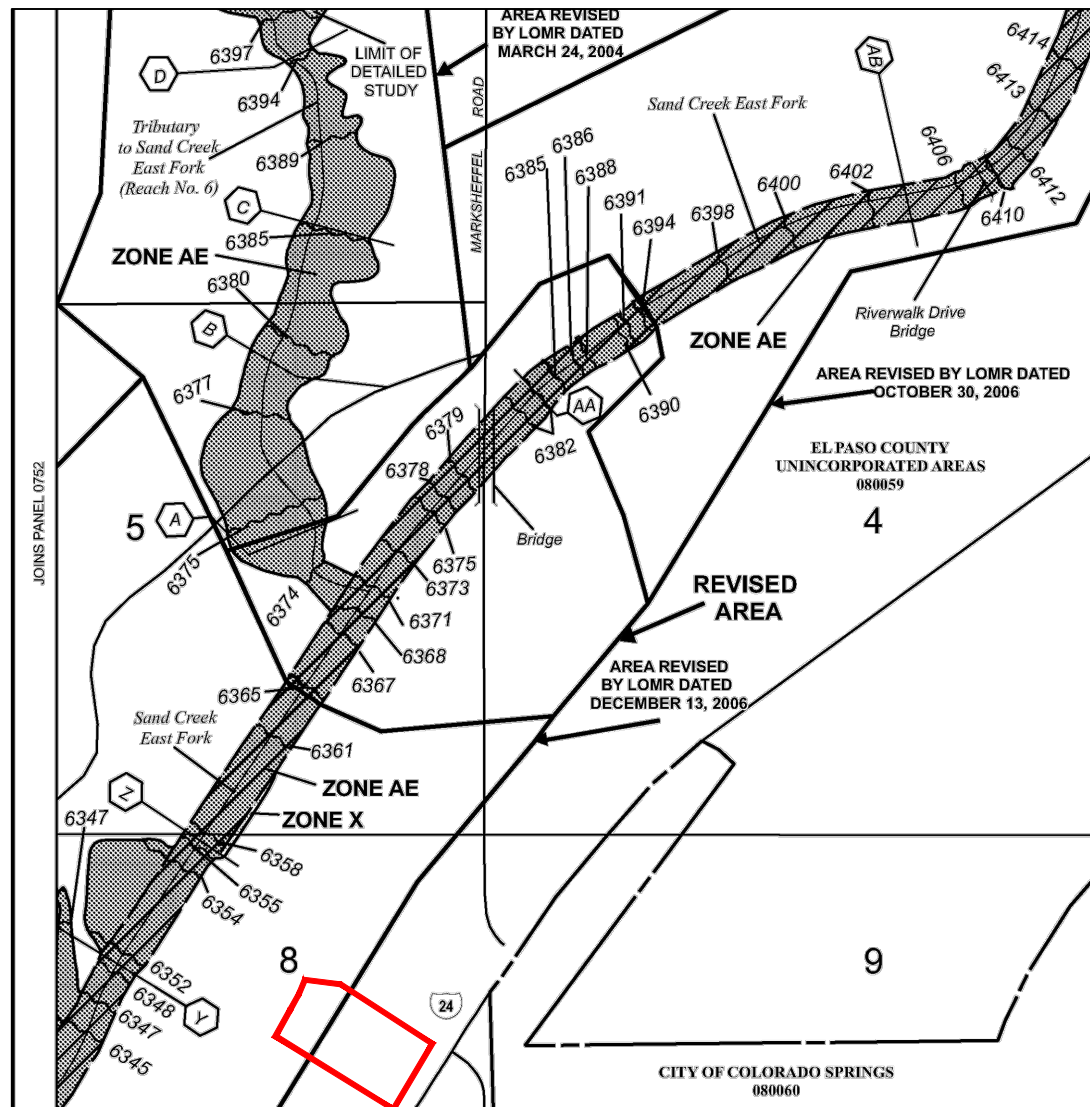 AREA REVISED
BY LOMR DATED
MARCH 24, 2004
6397
D
6394
LIMIT OF
DETAILED
STUDY
Tributary
to Sand Creek
East Fork
(Reach No. 6)
6389
C
6385
ZONE AE
6380
B
6377
MARKSHEFFEL ROAD
Sand Creek East Fork
AB
6414
6413
6406
6412
6410
6402
6400
6398
6394
6391
6388
6386
6385
ZONE AE
Riverwalk Drive
Bridge
AREA REVISED BY LOMR DATED
OCTOBER 30, 2006
AA
6390
6382
6379
6378
EL PASO COUNTY
UNINCORPORATED AREAS
080059
4
JOINS PANEL 0752
5
A
6375
6374
Bridge
6375
6373
6371
6368
6367
REVISED
AREA
AREA REVISED
BY LOMR DATED
DECEMBER 13, 2006
6365
Sand Creek
East Fork
6361
ZONE AE
ZONE X
Z
6347
6358
6355
6354
8
9
6352
6348
Y
6347
6345
24
CITY OF COLORADO SPRINGS
080060